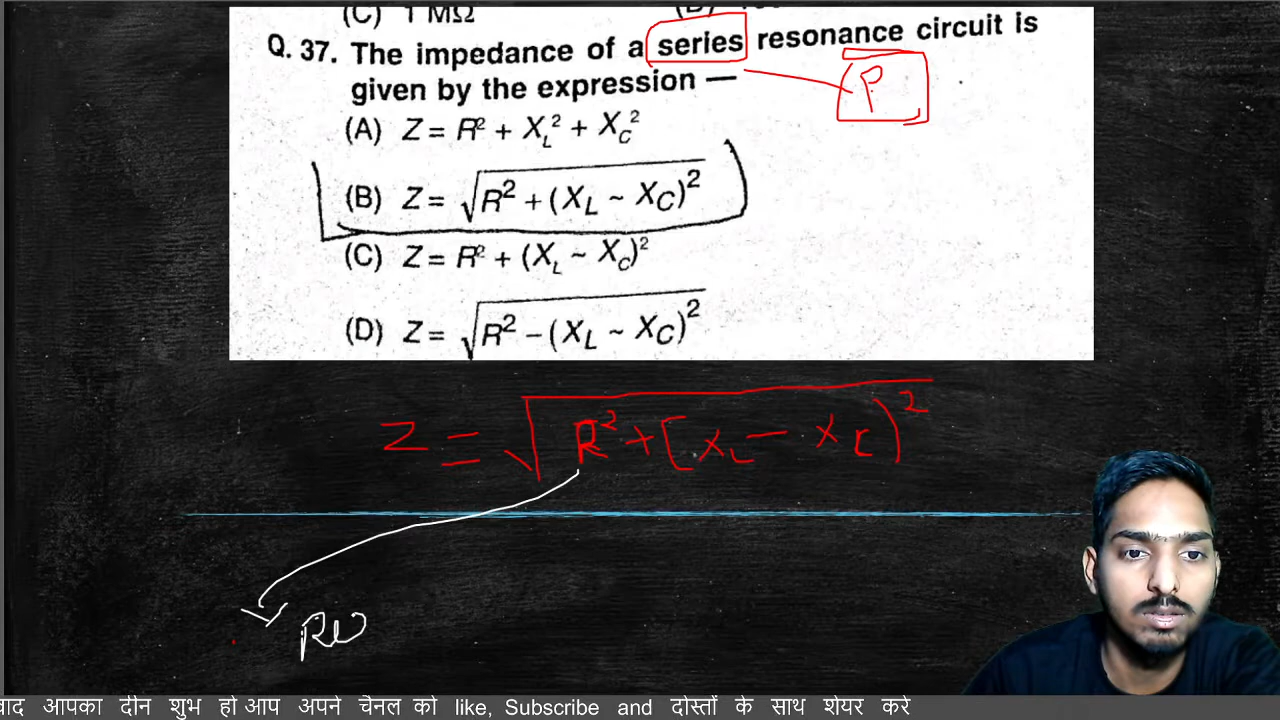 (C) 1 MΩ
Q. 37. The impedance of a series resonance circuit is
given by the expression —
P
(A) Z = R² + X_L² + X_C²
(B) Z = √R² + (X_L ~ X_C)²
(C) Z = R² + (X_L ~ X_C)²
(D) Z = √R² − (X_L ~ X_C)²
Z = √R² + [X_L − X_C)²
आपका दीन शुभ हो आप अपने चैनल को like, Subscribe and दोस्तों के साथ शेयर करे